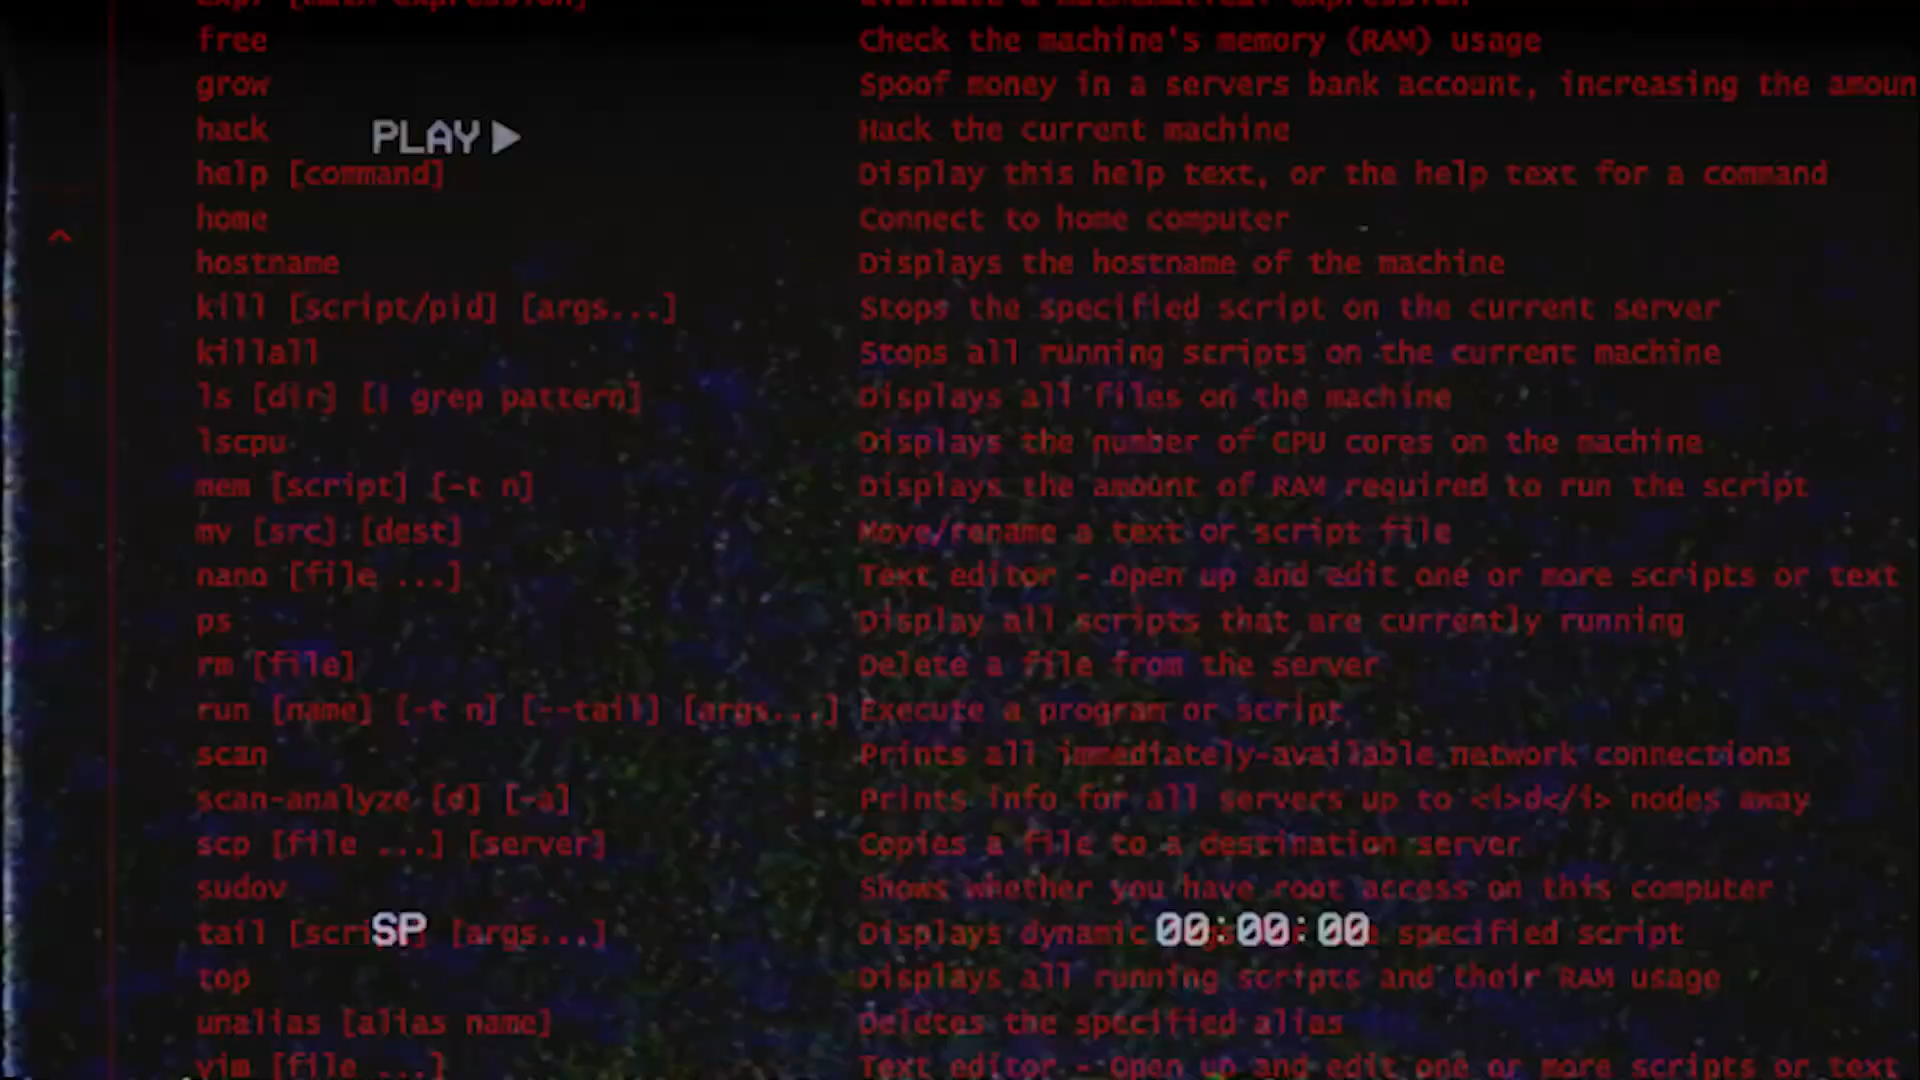 expr [math expression] Evaluate a mathematical expression
free Check the machine's memory (RAM) usage
grow Spoof money in a servers bank account, increasing the amoun
hack Hack the current machine
PLAY
help [command] Display this help text, or the help text for a command
home Connect to home computer
hostname Displays the hostname of the machine
kill [script/pid] [args...] Stops the specified script on the current server
killall Stops all running scripts on the current machine
ls [dir] [| grep pattern] Displays all files on the machine
lscpu Displays the number of CPU cores on the machine
mem [script] [-t n] Displays the amount of RAM required to run the script
mv [src] [dest] Move/rename a text or script file
nano [file ...] Text editor - Open up and edit one or more scripts or text
ps Display all scripts that are currently running
rm [file] Delete a file from the server
run [name] [-t n] [--tail] [args...] Execute a program or script
scan Prints all immediately-available network connections
scan-analyze [d] [-a] Prints info for all servers up to <i>d</i> nodes away
scp [file ...] [server] Copies a file to a destination server
sudov Shows whether you have root access on this computer
tail [scri] [args...] Displays dynamic specified script
SP 00:00:00
top Displays all running scripts and their RAM usage
unalias [alias name] Deletes the specified alias
vim [file ...] Text editor - Open up and edit one or more scripts or text